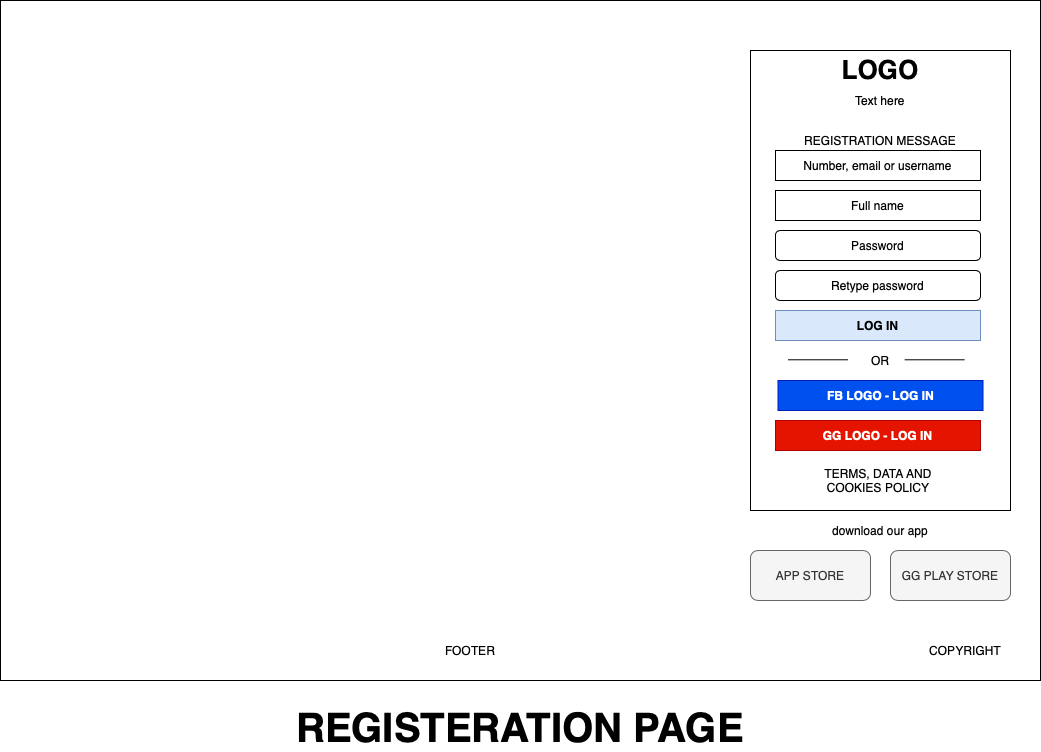 LOGO
Text here
REGISTRATION MESSAGE
Number, email or username
Full name
Password
Retype password
LOG IN
OR
FB LOGO - LOG IN
GG LOGO - LOG IN
TERMS, DATA AND
COOKIES POLICY
download our app
APP STORE
GG PLAY STORE
FOOTER
COPYRIGHT
REGISTERATION PAGE